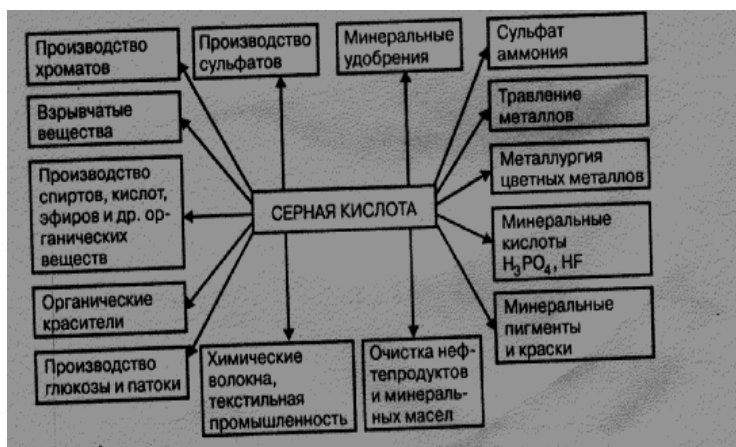 Производство
хроматов
Производство
сульфатов
Минеральные
удобрения
Сульфат
аммония
Взрывчатые
вещества
Травление
металлов
Производство
спиртов, кислот,
эфиров и др. ор-
ганических
веществ
СЕРНАЯ КИСЛОТА
Металлургия
цветных металлов
Минеральные
кислоты
H₃PO₄, HF
Органические
красители
Минеральные
пигменты
и краски
Производство
глюкозы и патоки
Химические
волокна,
текстильная
промышленность
Очистка неф-
тепродуктов
и минераль-
ных масел